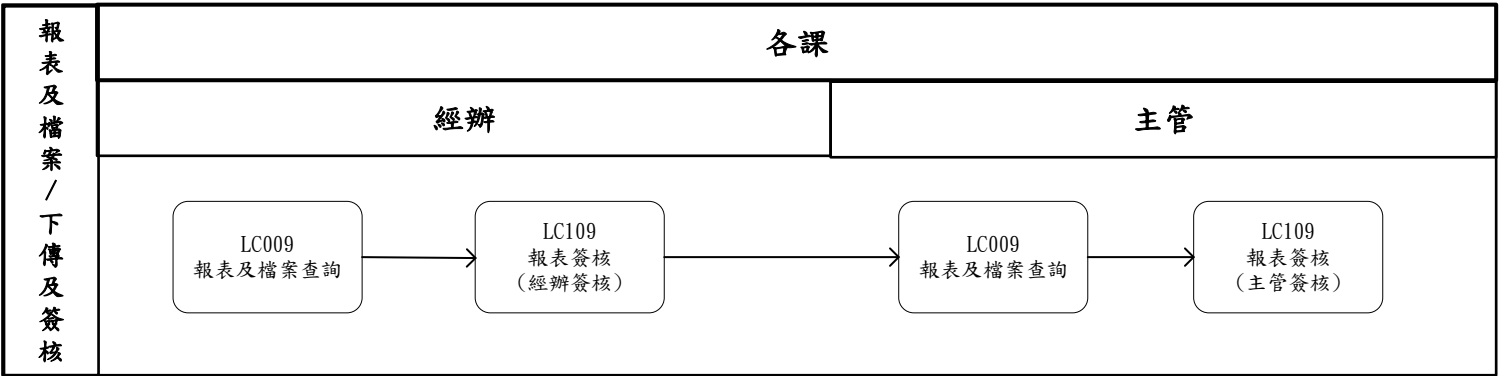 報
表
及
檔
案
/
下
傳
及
簽
核
各課
經辦
主管
LC009
報表及檔案查詢
LC109
報表簽核
(經辦簽核)
LC009
報表及檔案查詢
LC109
報表簽核
(主管簽核)